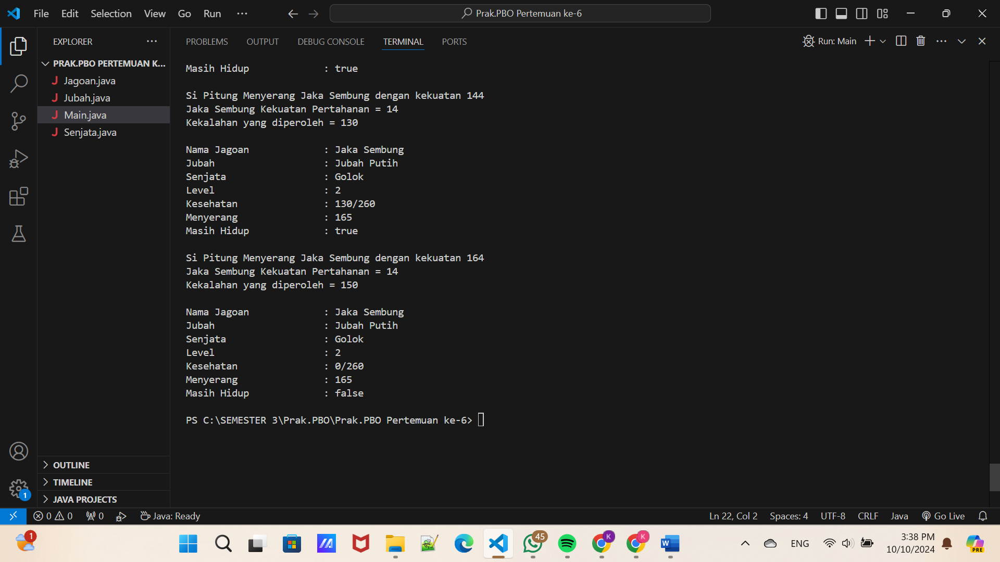 File Edit Selection View Go Run ···
Prak.PBO Pertemuan ke-6
EXPLORER ···
PRAK.PBO PERTEMUAN K...
J Jagoan.java
J Jubah.java
J Main.java
J Senjata.java
OUTLINE
TIMELINE
JAVA PROJECTS
1
PROBLEMS OUTPUT DEBUG CONSOLE TERMINAL PORTS
Run: Main
Masih Hidup : true
Si Pitung Menyerang Jaka Sembung dengan kekuatan 144
Jaka Sembung Kekuatan Pertahanan = 14
Kekalahan yang diperoleh = 130
Nama Jagoan : Jaka Sembung
Jubah : Jubah Putih
Senjata : Golok
Level : 2
Kesehatan : 130/260
Menyerang : 165
Masih Hidup : true
Si Pitung Menyerang Jaka Sembung dengan kekuatan 164
Jaka Sembung Kekuatan Pertahanan = 14
Kekalahan yang diperoleh = 150
Nama Jagoan : Jaka Sembung
Jubah : Jubah Putih
Senjata : Golok
Level : 2
Kesehatan : 0/260
Menyerang : 165
Masih Hidup : false
PS C:\SEMESTER 3\Prak.PBO\Prak.PBO Pertemuan ke-6>
0 0 0 Java: Ready Ln 22, Col 2 Spaces: 4 UTF-8 CRLF Java Go Live
1 45 K K W ENG 3:38 PM
10/10/2024
PRE